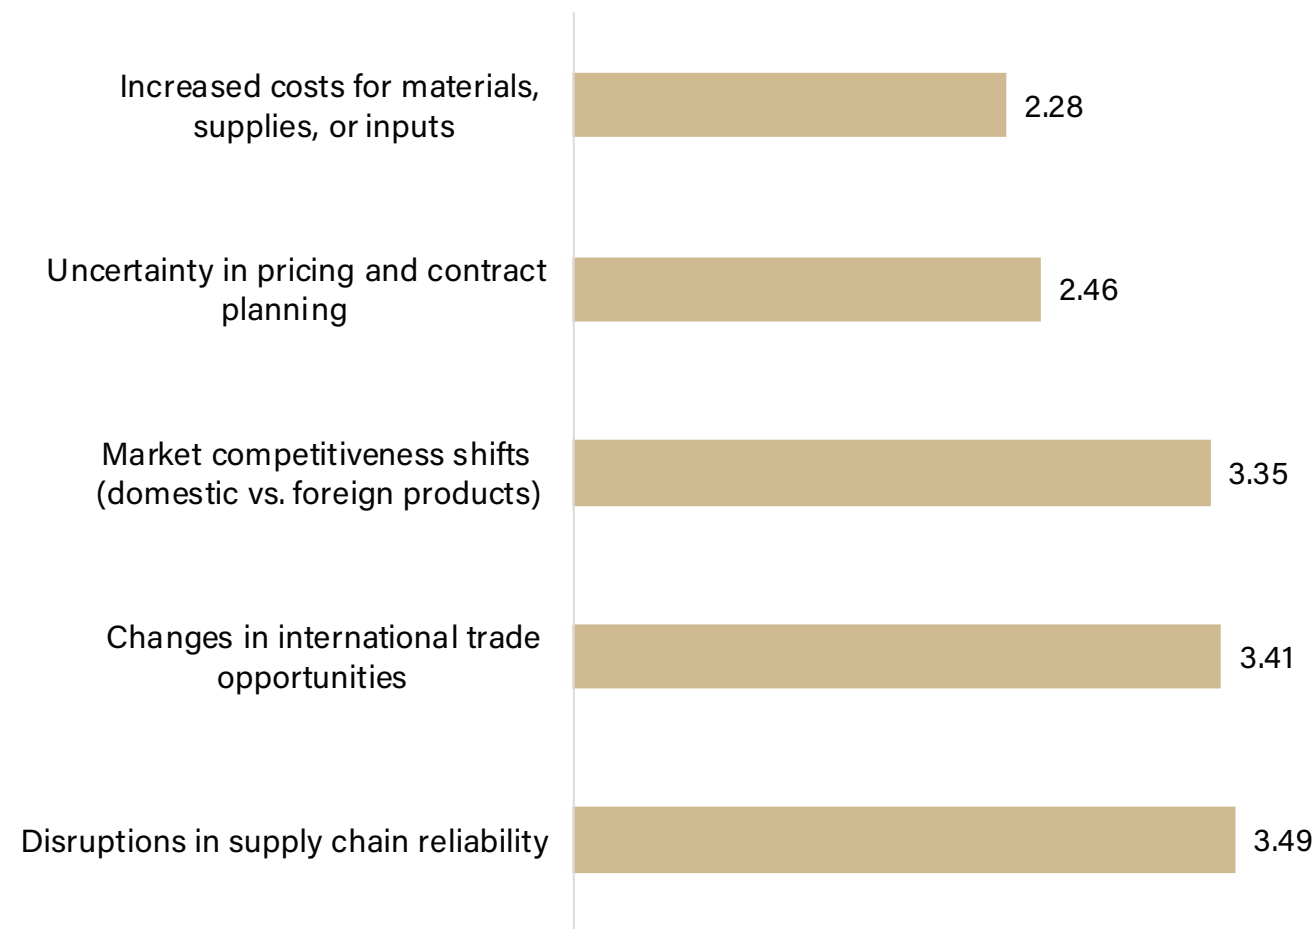 Increased costs for materials,
supplies, or inputs
2.28
Uncertainty in pricing and contract
planning
2.46
Market competitiveness shifts
(domestic vs. foreign products)
3.35
Changes in international trade
opportunities
3.41
Disruptions in supply chain reliability
3.49